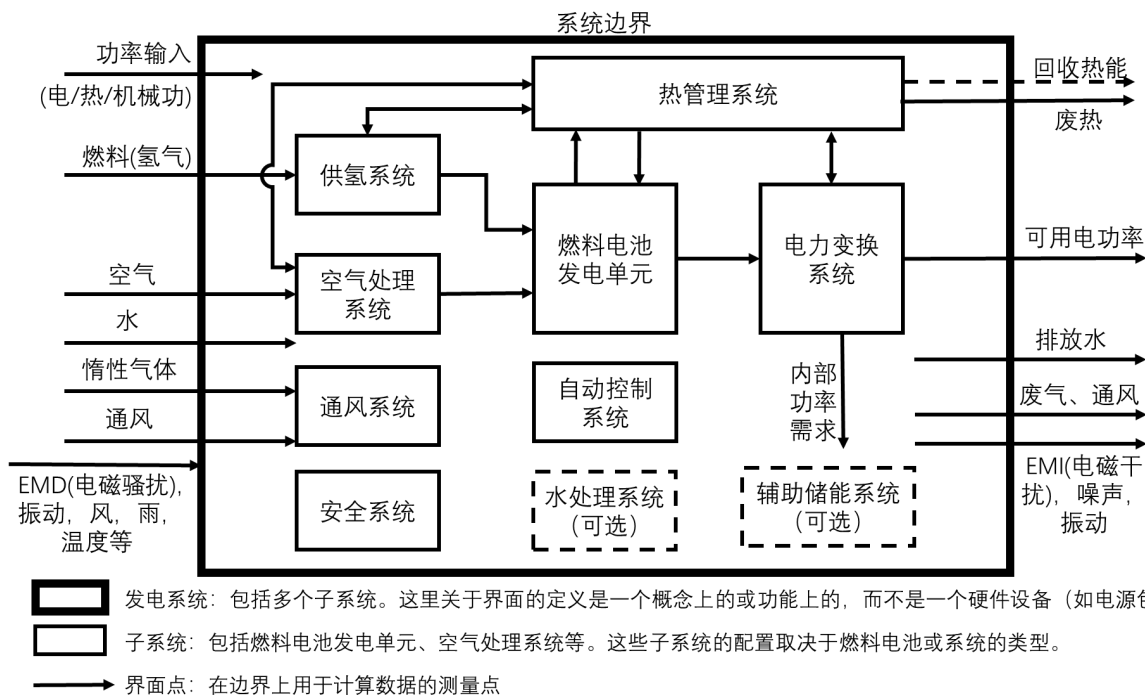 系统边界
功率输入
(电/热/机械功)
燃料(氢气)
空气
水
惰性气体
通风
EMD(电磁骚扰),
振动，风，雨，
温度等
热管理系统
供氢系统
空气处理
系统
燃料电池
发电单元
电力变换
系统
通风系统
自动控制
系统
内部
功率
需求
安全系统
水处理系统
(可选)
辅助储能系统
(可选)
回收热能
废热
可用电功率
排放水
废气、通风
EMI(电磁干
扰)，噪声，
振动
发电系统：包括多个子系统。这里关于界面的定义是一个概念上的或功能上的，而不是一个硬件设备（如电源
子系统：包括燃料电池发电单元、空气处理系统等。这些子系统的配置取决于燃料电池或系统的类型。
界面点：在边界上用于计算数据的测量点